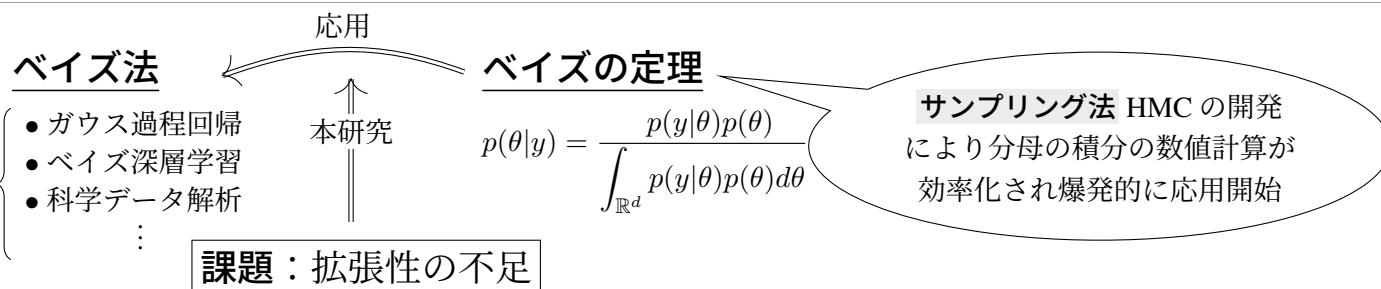 応用
ベイズ法
● ガウス過程回帰
● ベイズ深層学習
● 科学データ解析
⋮
本研究
課題：拡張性の不足
ベイズの定理
p(θ|y) = p(y|θ)p(θ) / ∫_{ℝ^d} p(y|θ)p(θ)dθ
サンプリング法 HMC の開発
により分母の積分の数値計算が
効率化され爆発的に応用開始